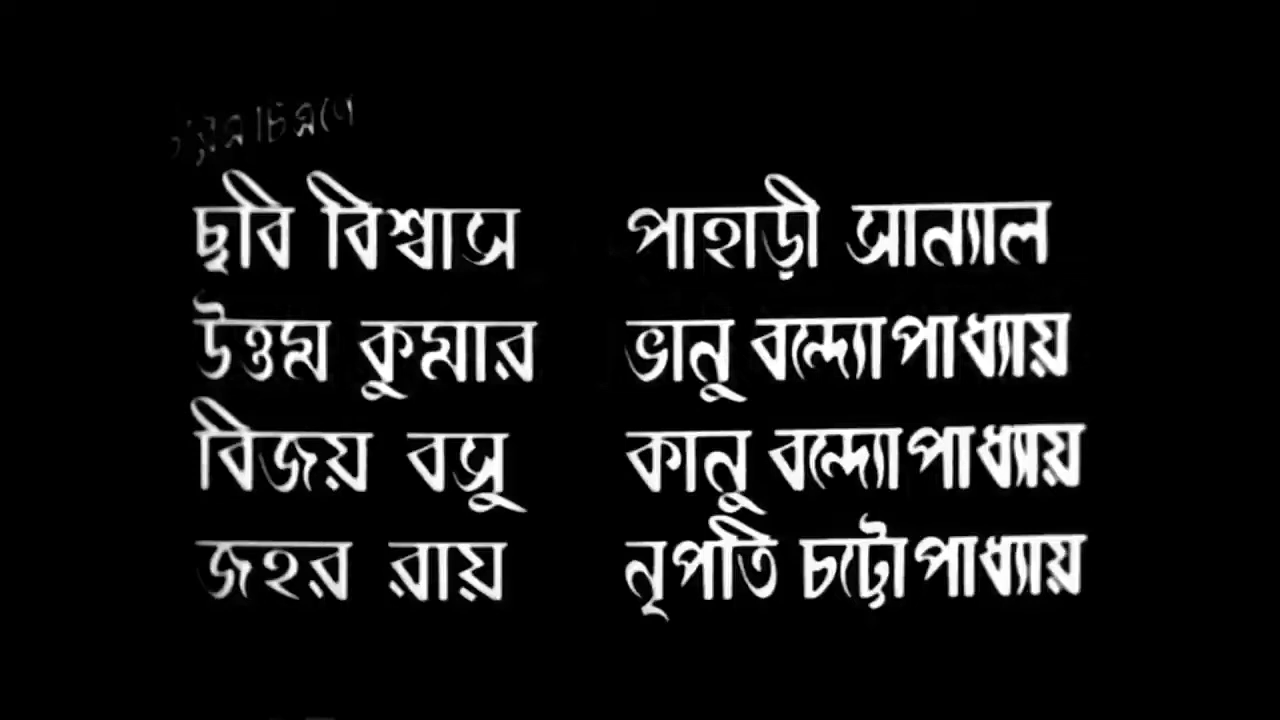 ছবি বিশ্বাস পাহাড়ী সান্যাল
উত্তম কুমার ভানু বন্দ্যোপাধ্যায়
বিজয় বসু কানু বন্দ্যোপাধ্যায়
জহর রায় নৃপতি চট্টোপাধ্যায়